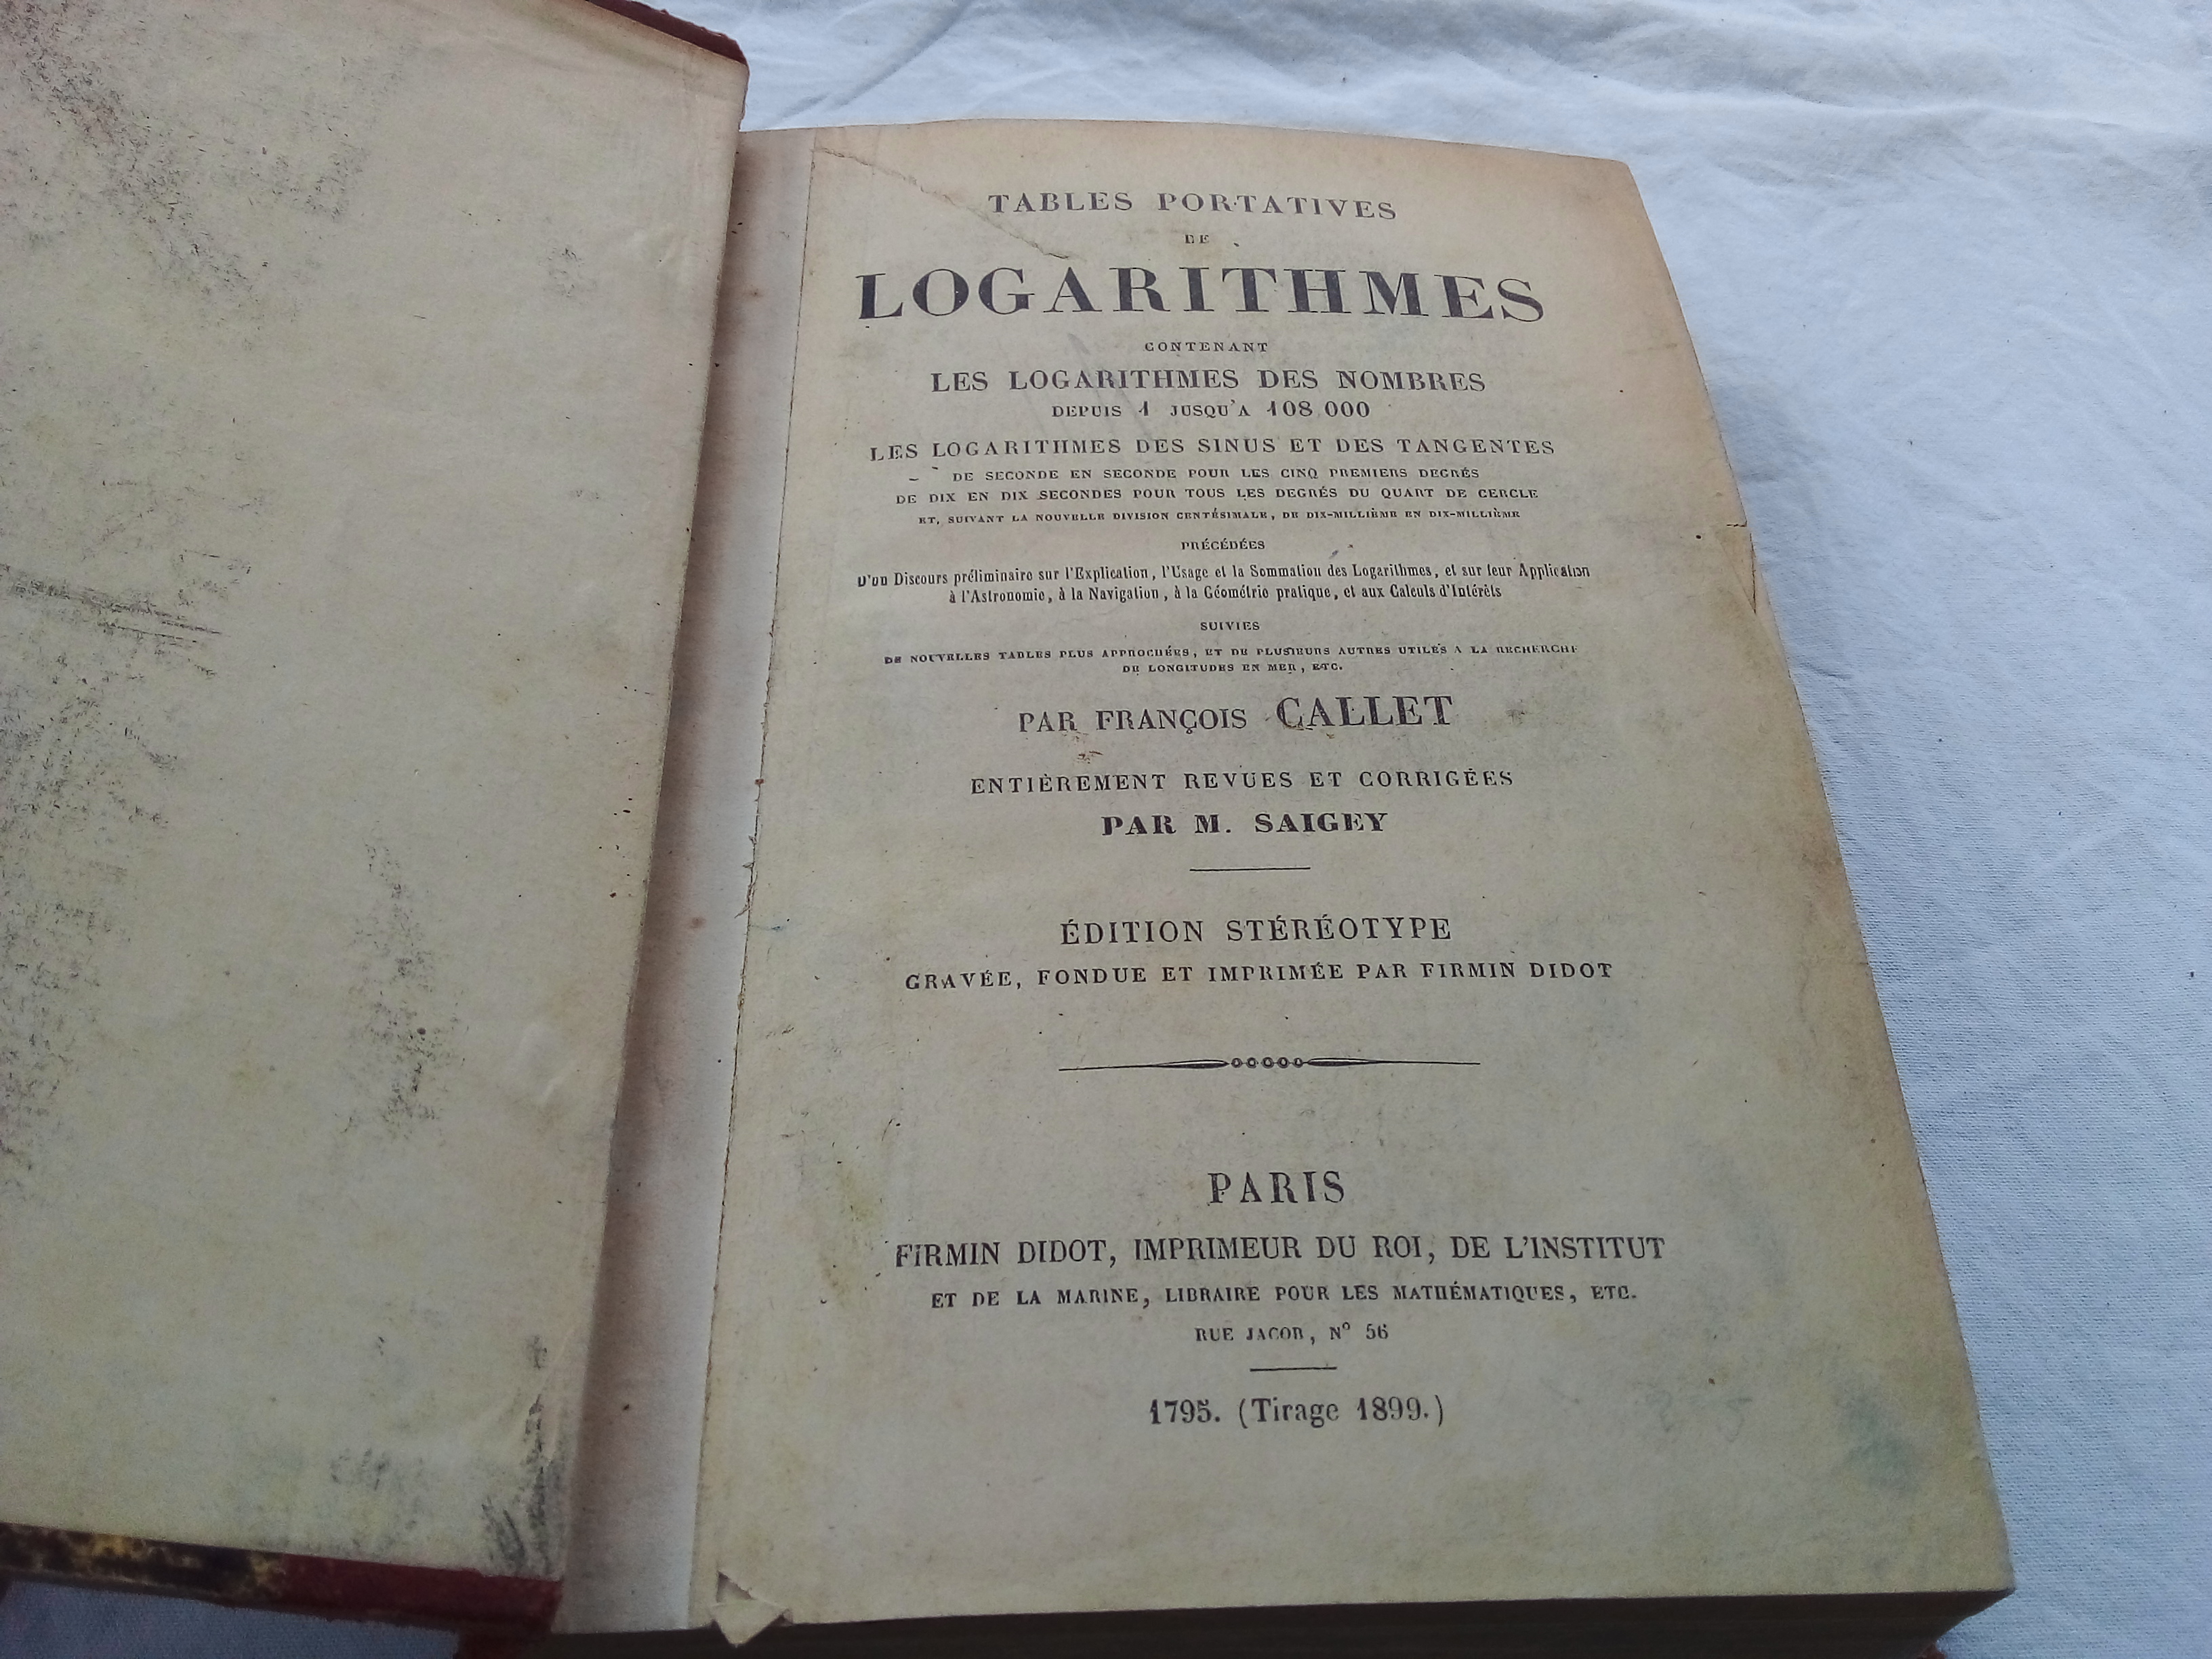 TABLES PORTATIVES
DE
LOGARITHMES
CONTENANT
LES LOGARITHMES DES NOMBRES
DEPUIS 1 JUSQU'A 108 000
LES LOGARITHMES DES SINUS ET DES TANGENTES
DE SECONDE EN SECONDE POUR LES CINQ PREMIERS DEGRÉS
DE DIX EN DIX SECONDES POUR TOUS LES DEGRÉS DU QUART DE CERCLE
ET, SUIVANT LA NOUVELLE DIVISION CENTÉSIMALE, DE DIX-MILLIÈME EN DIX-MILLIÈME
PRÉCÉDÉES
D'un Discours préliminaire sur l'Explication, l'Usage et la Sommation des Logarithmes, et sur leur Application
à l'Astronomie, à la Navigation, à la Géométrie pratique, et aux Calculs d'Intérêts
SUIVIES
DE NOUVELLES TABLES PLUS APPROCHÉES, ET DE PLUSIEURS AUTRES UTILES A LA RECHERCHE
DE LONGITUDES EN MER, ETC.
PAR FRANÇOIS CALLET
ENTIÈREMENT REVUES ET CORRIGÉES
PAR M. SAIGEY
ÉDITION STÉRÉOTYPE
GRAVÉE, FONDUE ET IMPRIMÉE PAR FIRMIN DIDOT
PARIS
FIRMIN DIDOT, IMPRIMEUR DU ROI, DE L'INSTITUT
ET DE LA MARINE, LIBRAIRE POUR LES MATHÉMATIQUES, ETC.
RUE JACOB, N° 56
1795. (Tirage 1899.)